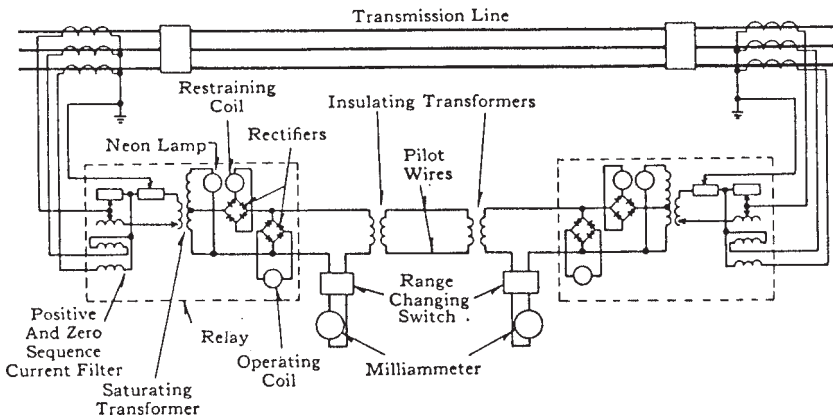 Transmission Line
Restraining
Coil
Insulating Transformers
Neon Lamp
Rectifiers
Pilot
Wires
Positive
And Zero
Sequence
Current Filter
Relay
Saturating
Transformer
Operating
Coil
Range
Changing
Switch
Milliammeter